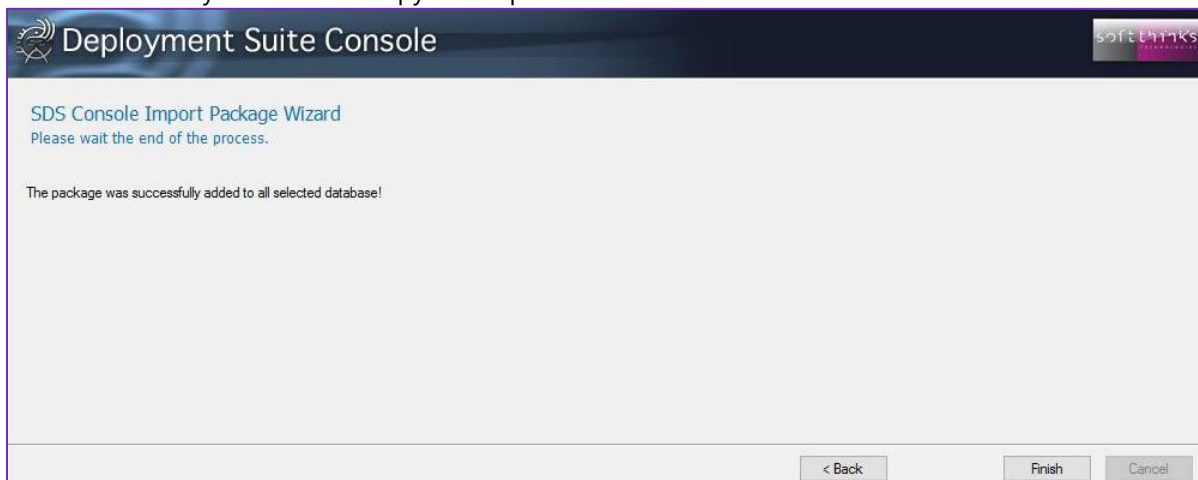 Deployment Suite Console
softthinks
TECHNOLOGIES
SDS Console Import Package Wizard
Please wait the end of the process.
The package was successfully added to all selected database!
< Back
Finish
Cancel